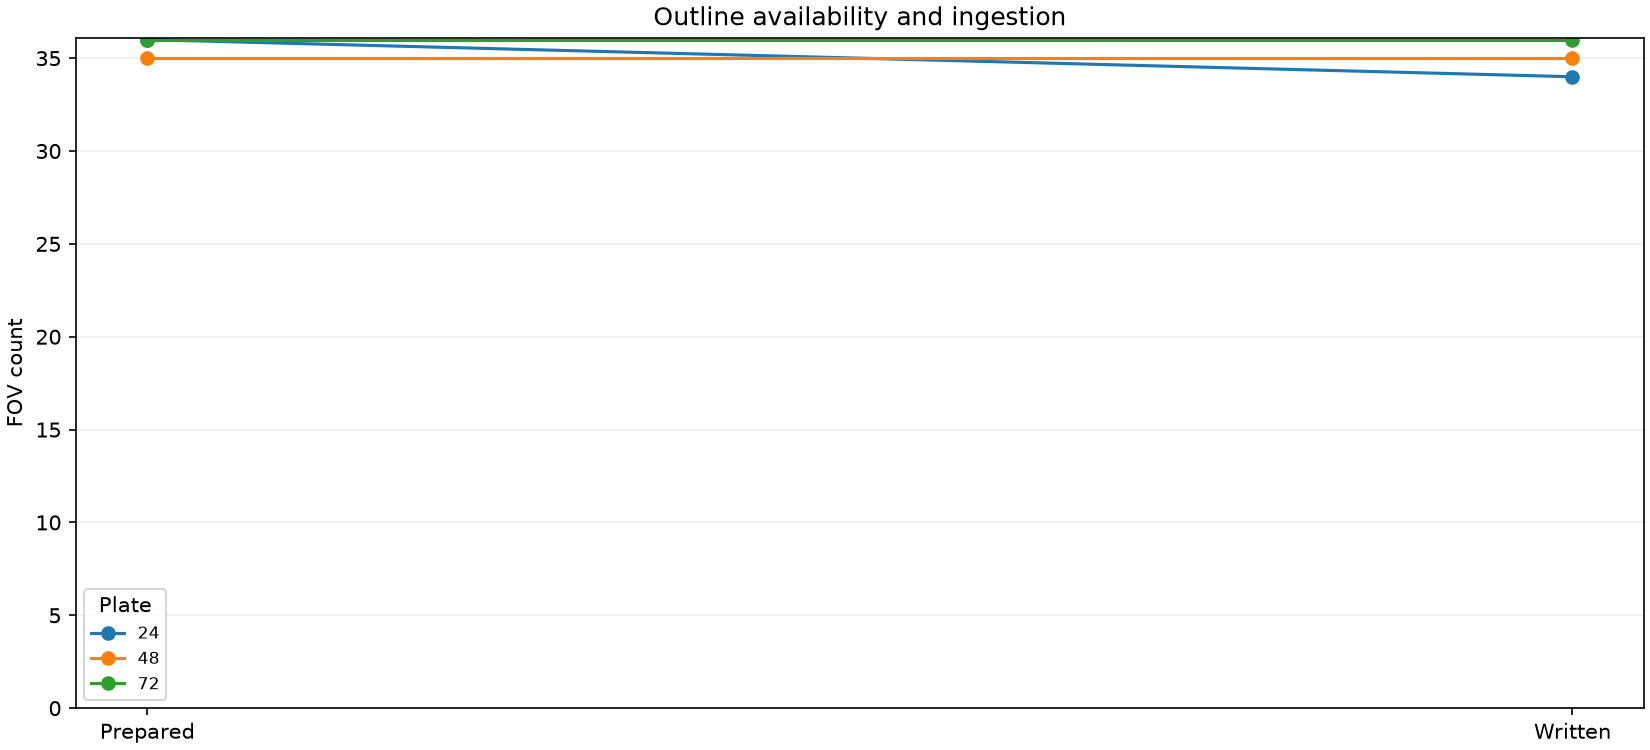 Outline availability and ingestion
FOV count
35
30
25
20
15
10
5
0
Plate
24
48
72
Prepared
Written